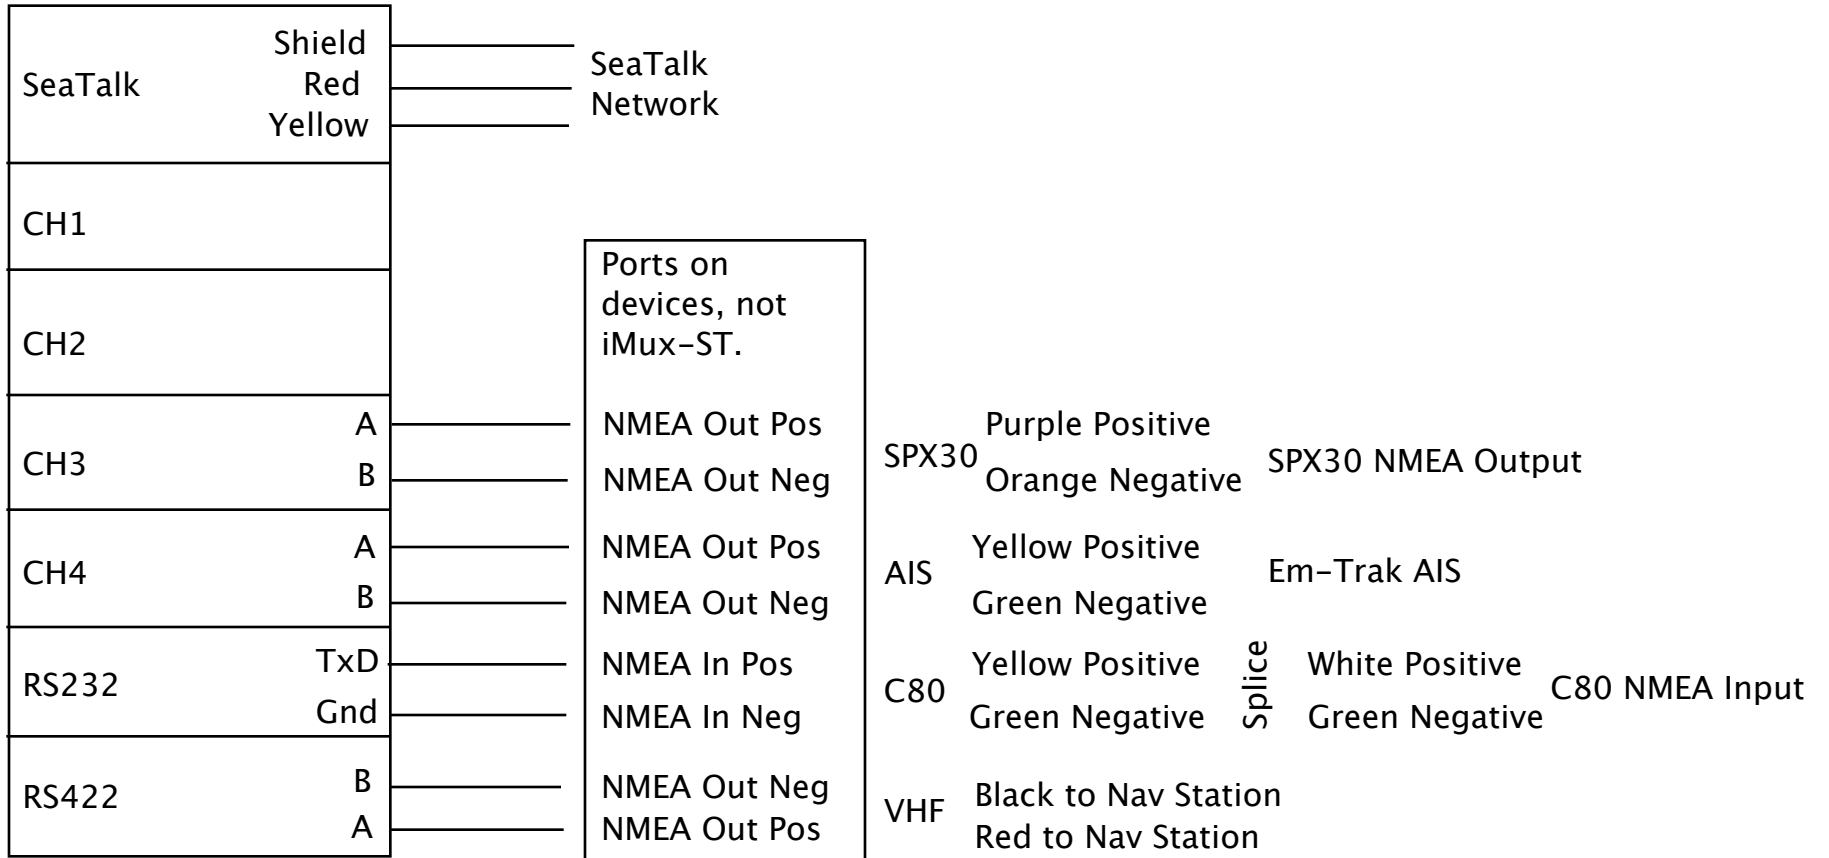 SeaTalk
Shield
Red
Yellow
SeaTalk
Network
CH1
CH2
Ports on
devices, not
iMux-ST.
CH3
A
NMEA Out Pos
B
NMEA Out Neg
SPX30
Purple Positive
Orange Negative
SPX30 NMEA Output
CH4
A
NMEA Out Pos
B
NMEA Out Neg
AIS
Yellow Positive
Green Negative
Em-Trak AIS
RS232
TxD
NMEA In Pos
Gnd
NMEA In Neg
C80
Yellow Positive
Green Negative
Splice
White Positive
Green Negative
C80 NMEA Input
RS422
B
NMEA Out Neg
A
NMEA Out Pos
VHF
Black to Nav Station
Red to Nav Station